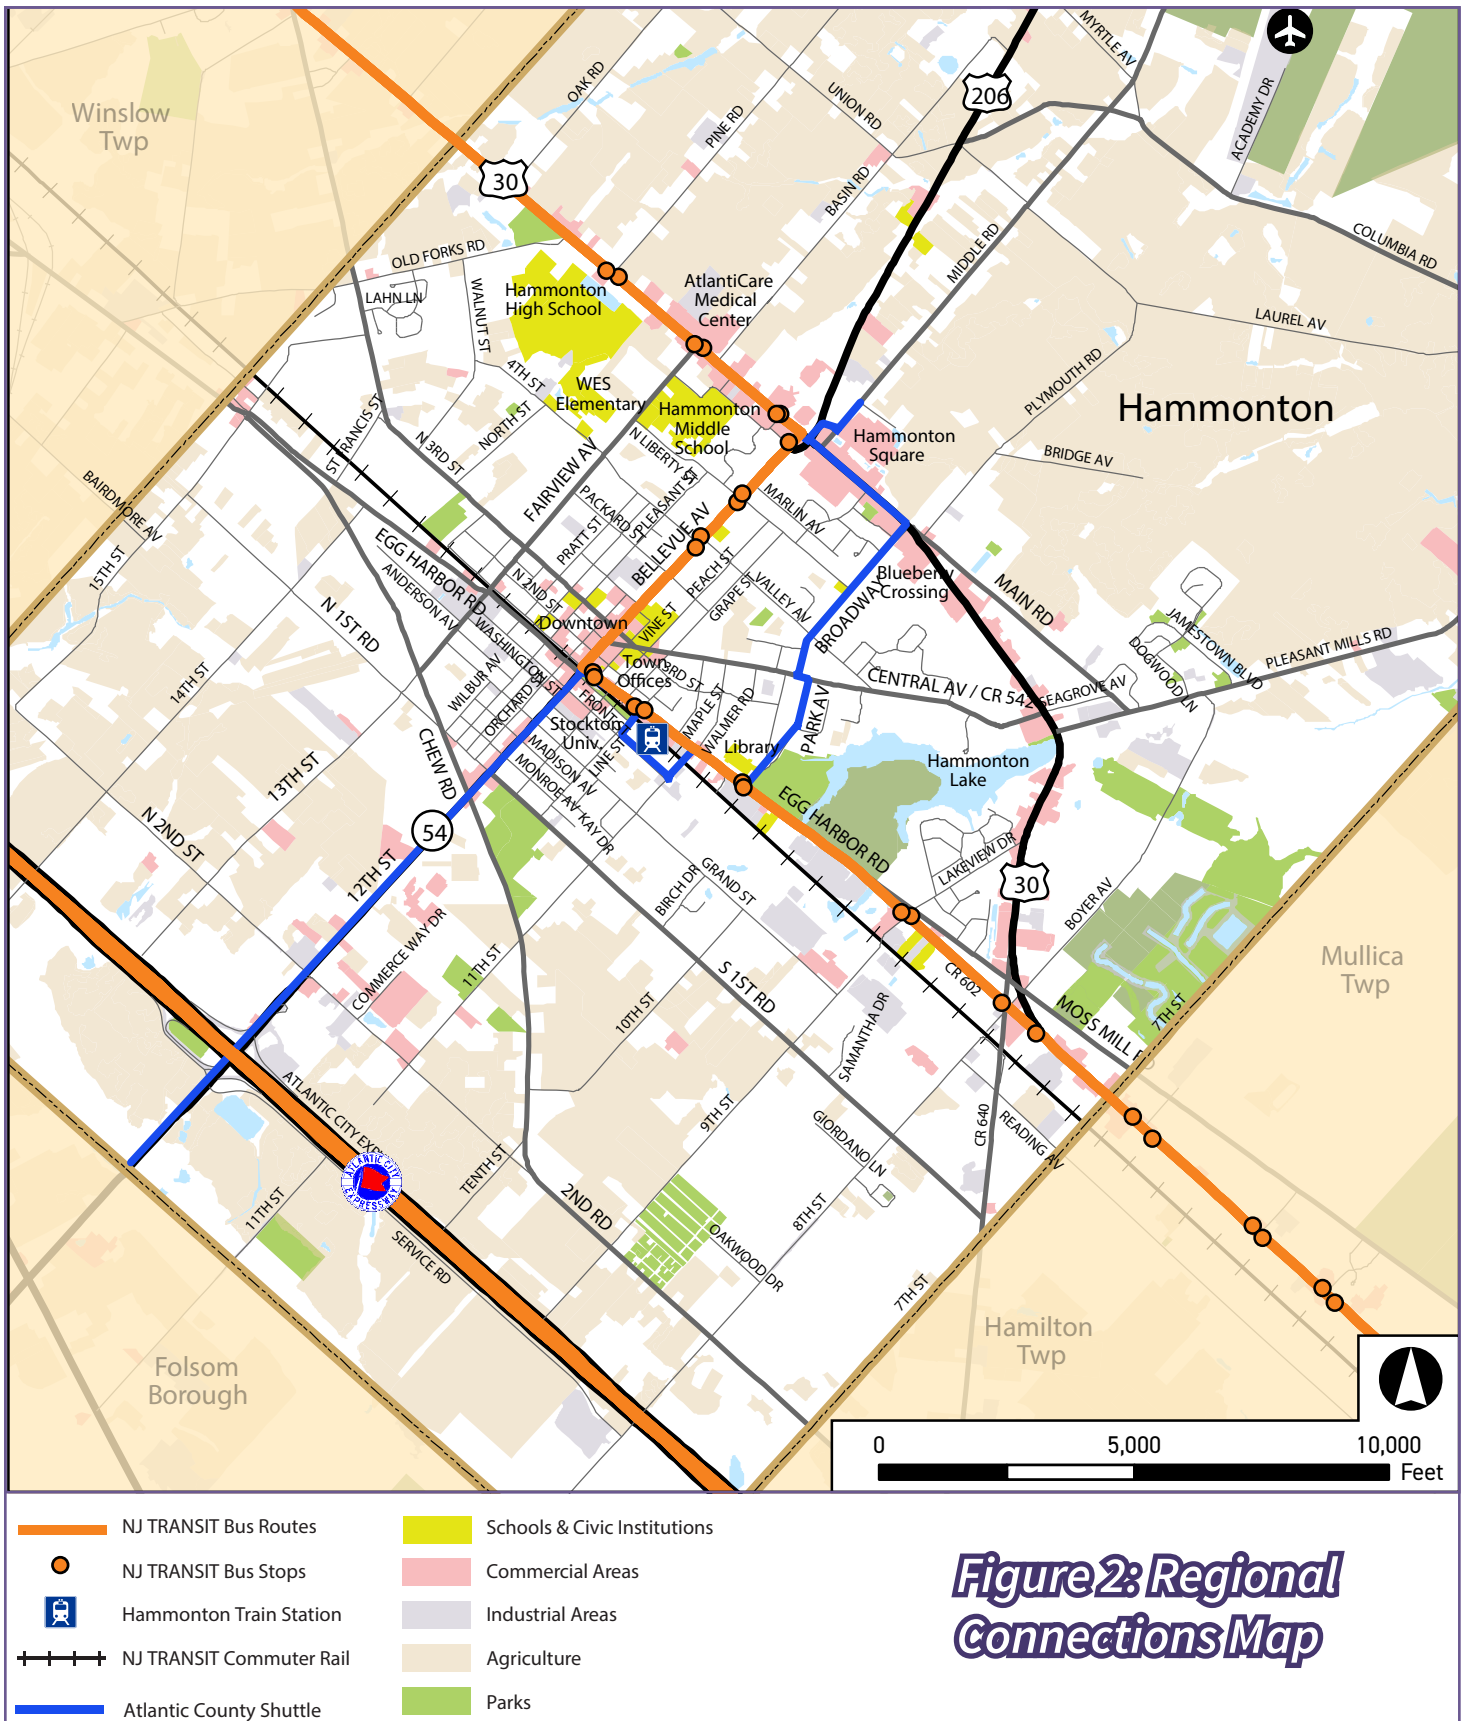 Winslow
Twp
OAK RD
PINE RD
UNION RD
MYRTLE AV
206
ACADEMY DR
30
BASIN RD
MIDDLE RD
COLUMBIA RD
OLD FORKS RD
LAHN LN
WALNUT ST
Hammonton
High School
AtlantiCare
Medical
Center
LAUREL AV
PLYMOUTH RD
4TH ST
WES
Elementary
Hammonton
Middle
School
Hammonton
NORTH ST
ST FRANCIS ST
N 3RD ST
FAIRVIEW AV
N LIBERTY ST
Hammonton
Square
BRIDGE AV
BAIRDMORE AV
PACKARD ST
PLEASANT ST
MARLIN AV
PRATT ST
BELLEVUE AV
15TH ST
EGG HARBOR RD
ANDERSON AV
N 2ND ST
PEACH ST
GRAPE ST
VALLEY AV
Blueberry
Crossing
MAIN RD
N 1ST RD
WASHINGTON ST
Downtown
VINE ST
BROADWAY
JAMESTOWN BLVD
DOGWOOD LN
PLEASANT MILLS RD
14TH ST
WILBUR AV
ORCHARD ST
Town
Offices
3RD ST
CENTRAL AV / CR 542
SEAGROVE AV
FRONT ST
MAPLE ST
WALMER RD
PARK AV
Stockton
Univ.
LINE ST
Library
Hammonton
Lake
CHEW RD
MADISON AV
MONROE AV
KAY DR
13TH ST
N 2ND ST
54
EGG HARBOR RD
LAKEVIEW DR
12TH ST
BIRCH DR
GRAND ST
30
BOYER AV
COMMERCE WAY DR
11TH ST
S 1ST RD
CR 602
Mullica
Twp
10TH ST
SAMANTHA DR
MOSS MILL R
7TH ST
ATLANTIC CITY EXP
9TH ST
GIORDANO LN
CR 640
READING AV
ATLANTIC CITY
EXPRESSWAY
TENTH ST
11TH ST
2ND RD
8TH ST
SERVICE RD
OAKWOOD DR
7TH ST
Hamilton
Twp
Folsom
Borough
0
5,000
10,000
Feet
NJ TRANSIT Bus Routes
NJ TRANSIT Bus Stops
Hammonton Train Station
NJ TRANSIT Commuter Rail
Atlantic County Shuttle
Schools & Civic Institutions
Commercial Areas
Industrial Areas
Agriculture
Parks
Figure 2: Regional
Connections Map